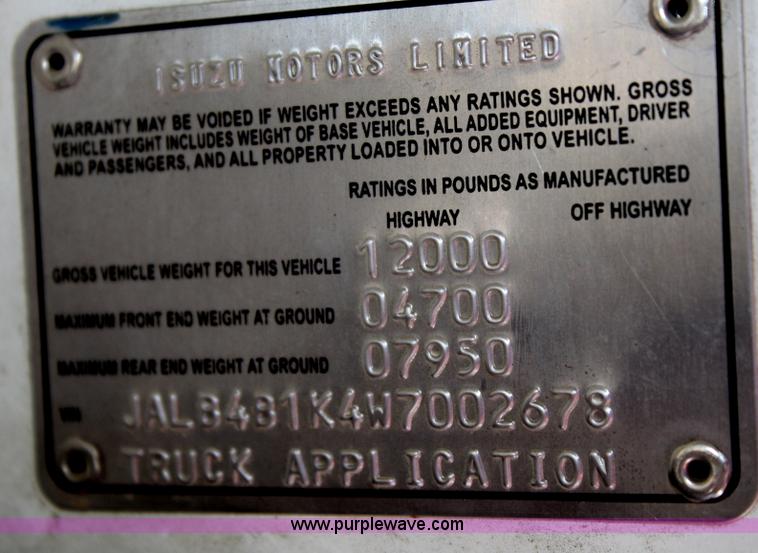 ISUZU MOTORS LIMITED
WARRANTY MAY BE VOIDED IF WEIGHT EXCEEDS ANY RATINGS SHOWN. GROSS
VEHICLE WEIGHT INCLUDES WEIGHT OF BASE VEHICLE, ALL ADDED EQUIPMENT, DRIVER
AND PASSENGERS, AND ALL PROPERTY LOADED INTO OR ONTO VEHICLE.
RATINGS IN POUNDS AS MANUFACTURED
HIGHWAY OFF HIGHWAY
GROSS VEHICLE WEIGHT FOR THIS VEHICLE 12000
MAXIMUM FRONT END WEIGHT AT GROUND 04700
MAXIMUM REAR END WEIGHT AT GROUND 07950
VIN JALB4B1K4W7002678
TRUCK APPLICATION
www.purplewave.com